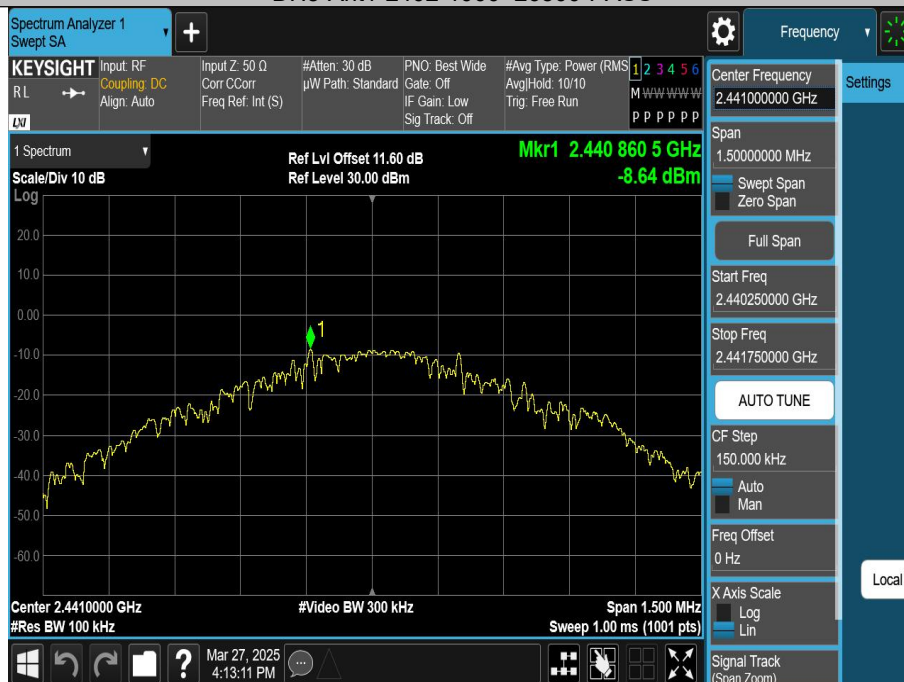 Spectrum Analyzer 1
Swept SA
+
Frequency
KEYSIGHT
RL
LXI
Input: RF
Coupling: DC
Align: Auto
Input Z: 50 Ω
Corr CCorr
Freq Ref: Int (S)
#Atten: 30 dB
µW Path: Standard
PNO: Best Wide
Gate: Off
IF Gain: Low
Sig Track: Off
#Avg Type: Power (RMS
Avg|Hold: 10/10
Trig: Free Run
1 2 3 4 5 6
M W W W W W
P P P P P P
1 Spectrum
Scale/Div 10 dB
Log
Ref Lvl Offset 11.60 dB
Ref Level 30.00 dBm
Mkr1 2.440 860 5 GHz
-8.64 dBm
20.0
10.0
0.00
-10.0
-20.0
-30.0
-40.0
-50.0
-60.0
1
Center 2.4410000 GHz
#Res BW 100 kHz
#Video BW 300 kHz
Span 1.500 MHz
Sweep 1.00 ms (1001 pts)
?
Mar 27, 2025
4:13:11 PM
Center Frequency
2.441000000 GHz
Settings
Span
1.50000000 MHz
Swept Span
Zero Span
Full Span
Start Freq
2.440250000 GHz
Stop Freq
2.441750000 GHz
AUTO TUNE
CF Step
150.000 kHz
Auto
Man
Freq Offset
0 Hz
Local
X Axis Scale
Log
Lin
Signal Track
(Span Zoom)